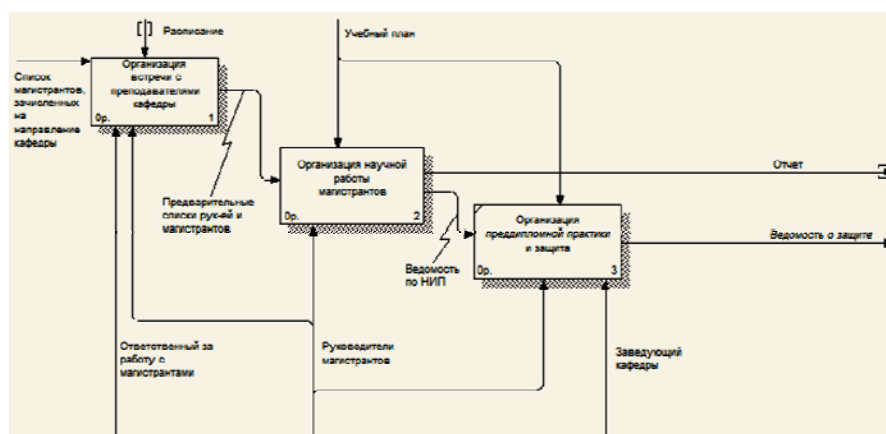 Расписание
Учебный план
Список
магистрантов,
зачисленных
на
направление
кафедры
Организация
встречи с
преподавателями
кафедры
0р. 1
Предварительные
списки рук-ей и
магистрантов
Организация научной
работы
магистрантов
0р. 2
Отчет
Ведомость
по НИП
Организация
преддипломной практики
и защита
0р. 3
Ведомость о защите
Ответственный за
работу с
магистрантами
Руководители
магистрантов
Заведующий
кафедры